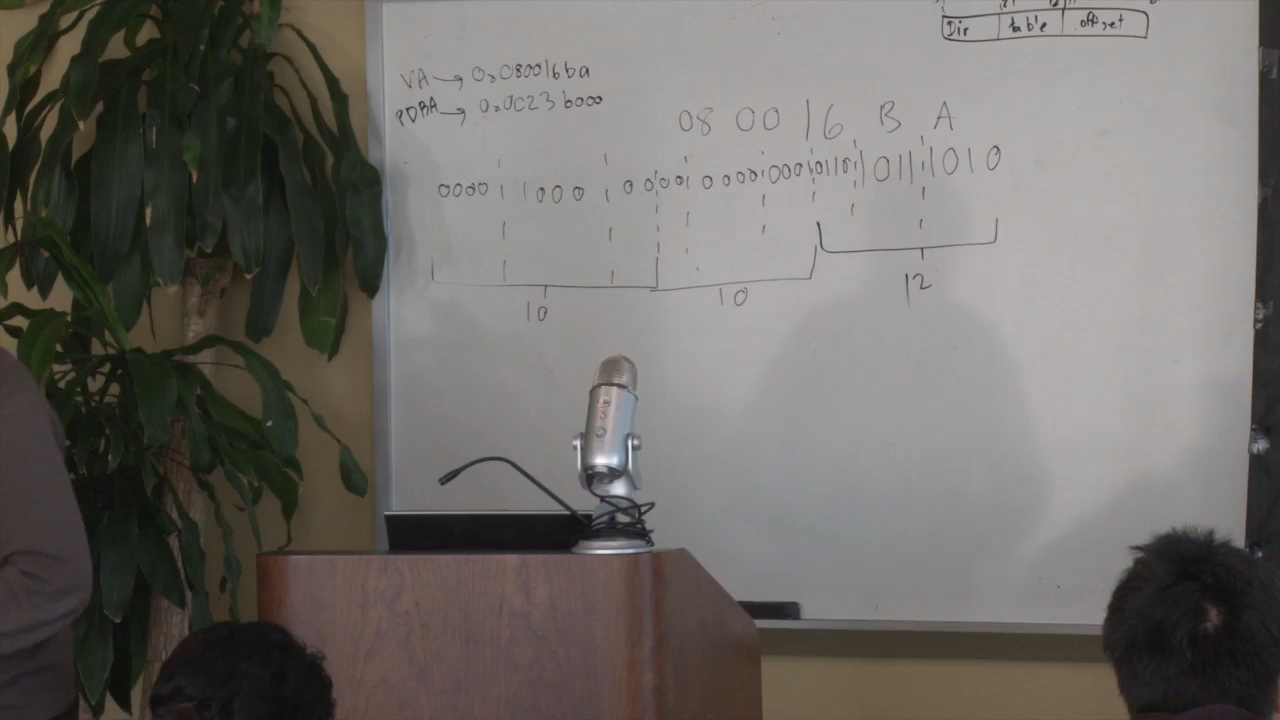 Dir table offset
VA → 0x080016ba
PDBA → 0x0C23b000
08 00 16 B A
0000 1000 0000 0000 0001 0110 1011 1010
10 10 12